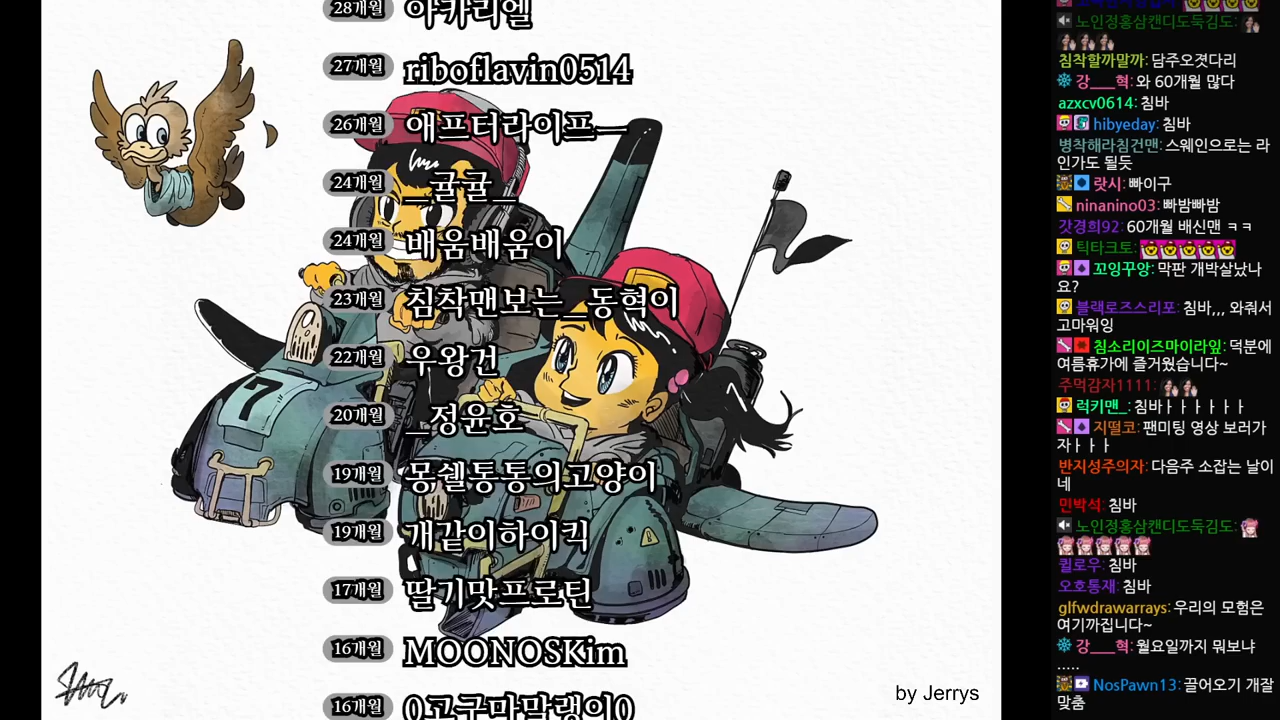 28개월 아카리엘
27개월 riboflavin0514
26개월 애프터라이프ㅡ
24개월 _귤귤_
24개월 배움배움이
23개월 침착맨보는_동혁이
22개월 우왕건
20개월 _정윤호
19개월 몽쉘통통의고양이
19개월 개같이하이킥
17개월 딸기맛프로틴
16개월 MOONOSKim
16개월 0고구마말랭이0
7
by Jerrys
노인정홍삼캔디도둑김도:
침착할까말까: 담주오겻다리
강___혁: 와 60개월 많다
azxcv0614: 침바
hibyeday: 침바
병착해라침건맨: 스웨인으로는 라
인가도 될듯
랏시: 빠이구
ninanino03: 빠밤빠밤
갓경희92: 60개월 배신맨 ㅋㅋ
틱타크토:
꼬잉꾸앙: 막판 개박살났나
요?
블랙로즈스리포: 침바,,, 와줘서
고마워잉
침소리이즈마이라잎: 덕분에
여름휴가에 즐거웠습니다~
주먹감자1111:
럭키맨_: 침바ㅏㅏㅏㅏㅏㅏ
지떨코: 팬미팅 영상 보러가
자ㅏㅏㅏ
반지성주의자: 다음주 소잡는 날이
네
민박석: 침바
노인정홍삼캔디도둑김도:
퀼로우: 침바
오호통재: 침바
glfwdrawarrays: 우리의 모험은
여기까집니다~
강___혁: 월요일까지 뭐보냐
.....
NosPawn13: 끌어오기 개잘
맞춤